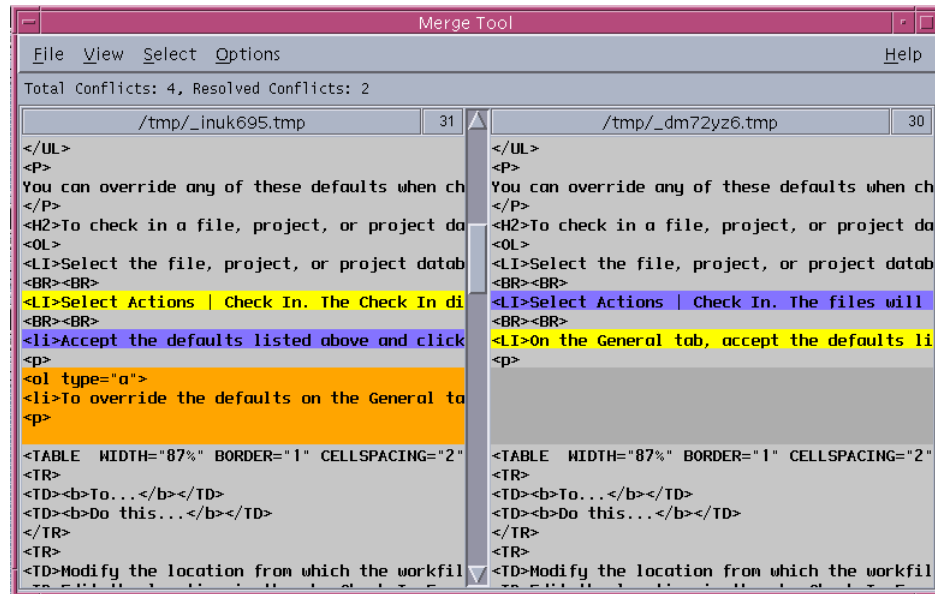 Merge Tool
File View Select Options Help
Total Conflicts: 4, Resolved Conflicts: 2
/tmp/_inuk695.tmp 31
</UL>
<P>
You can override any of these defaults when ch
</P>
<H2>To check in a file, project, or project da
<OL>
<LI>Select the file, project, or project datab
<BR><BR>
<LI>Select Actions | Check In. The Check In di
<BR><BR>
<li>Accept the defaults listed above and click
<p>
<ol type="a">
<li>To override the defaults on the General ta
<p>
<TABLE WIDTH="87%" BORDER="1" CELLSPACING="2"
<TR>
<TD><b>To...</b></TD>
<TD><b>Do this...</b></TD>
</TR>
<TR>
<TD>Modify the location from which the workfil
/tmp/_dm72yz6.tmp 30
</UL>
<P>
You can override any of these defaults when ch
</P>
<H2>To check in a file, project, or project da
<OL>
<LI>Select the file, project, or project datab
<BR><BR>
<LI>Select Actions | Check In. The files will
<BR><BR>
<LI>On the General tab, accept the defaults li
<p>
<TABLE WIDTH="87%" BORDER="1" CELLSPACING="2"
<TR>
<TD><b>To...</b></TD>
<TD><b>Do this...</b></TD>
</TR>
<TR>
<TD>Modify the location from which the workfil